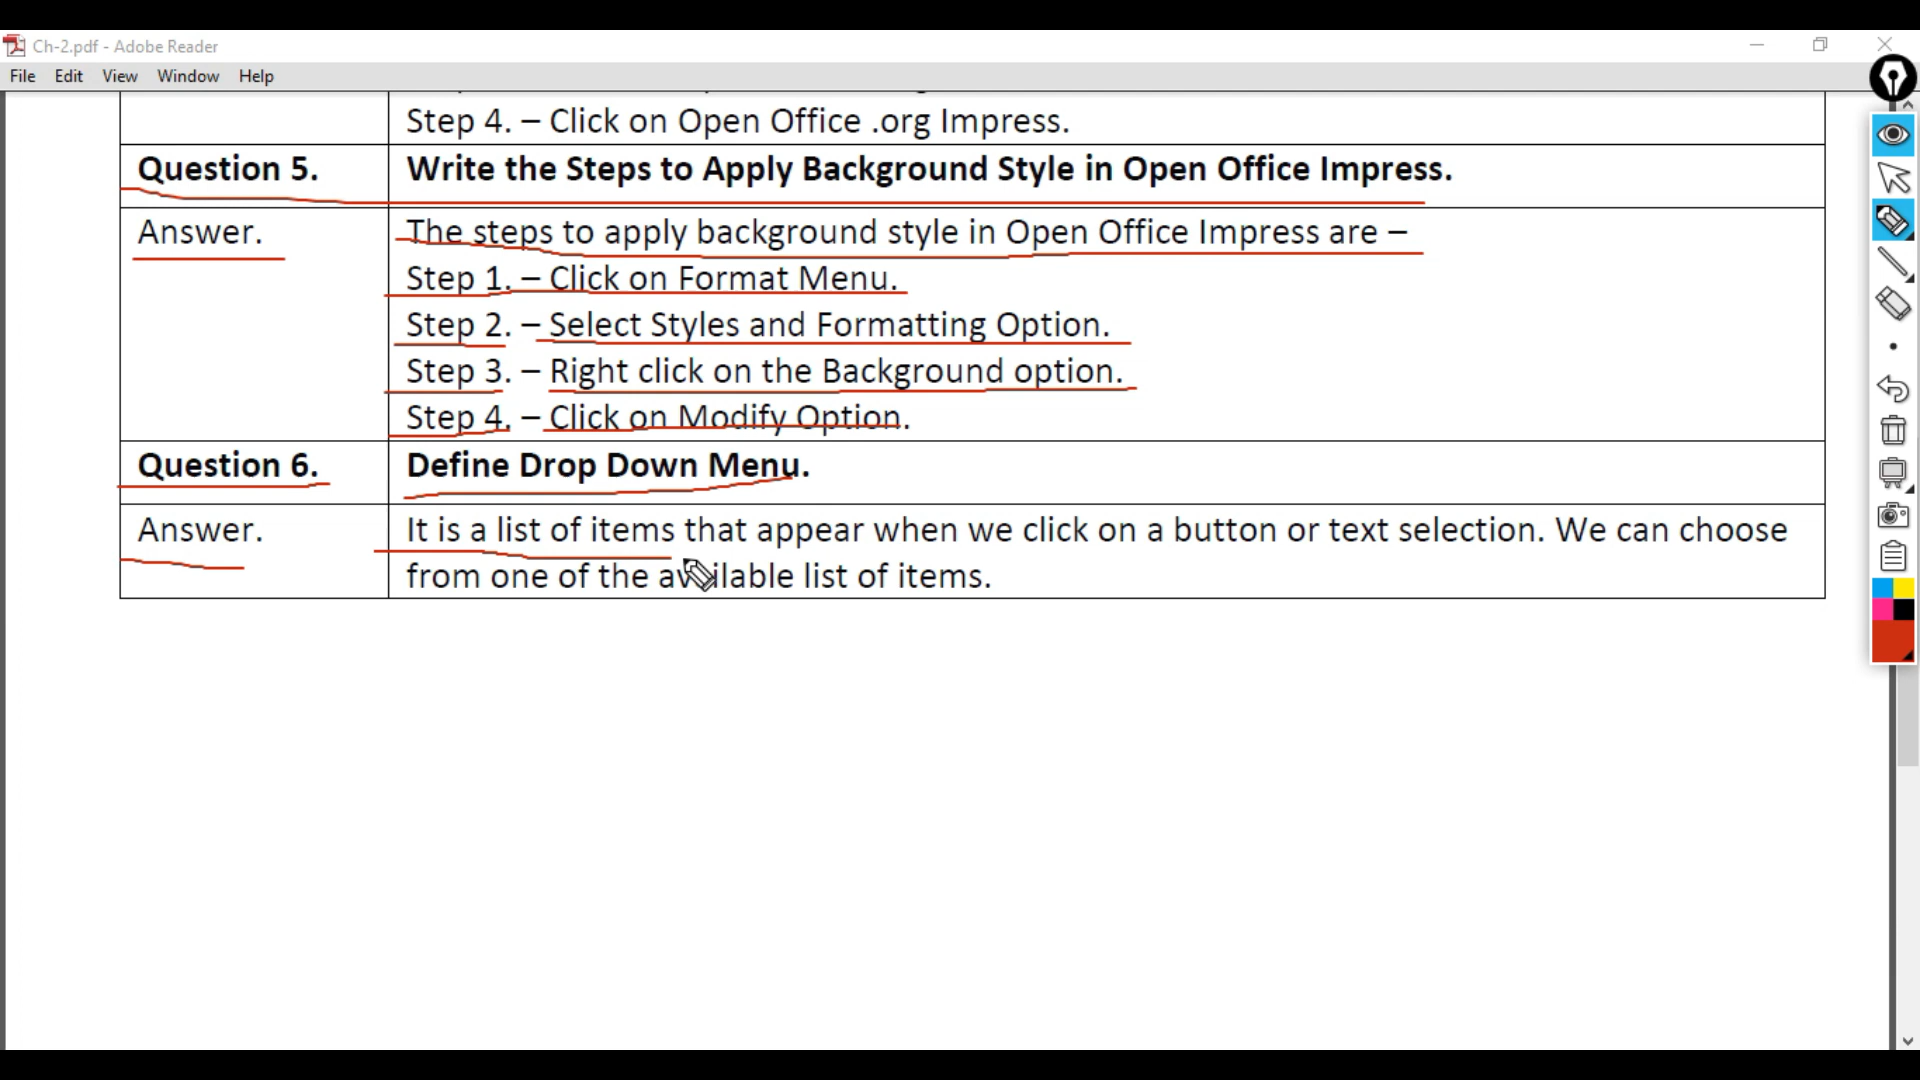 Ch-2.pdf - Adobe Reader
File Edit View Window Help
Step 4. – Click on Open Office .org Impress.
Question 5. Write the Steps to Apply Background Style in Open Office Impress.
Answer. The steps to apply background style in Open Office Impress are –
Step 1. – Click on Format Menu.
Step 2. – Select Styles and Formatting Option.
Step 3. – Right click on the Background option.
Step 4. – Click on Modify Option.
Question 6. Define Drop Down Menu.
Answer. It is a list of items that appear when we click on a button or text selection. We can choose
from one of the available list of items.